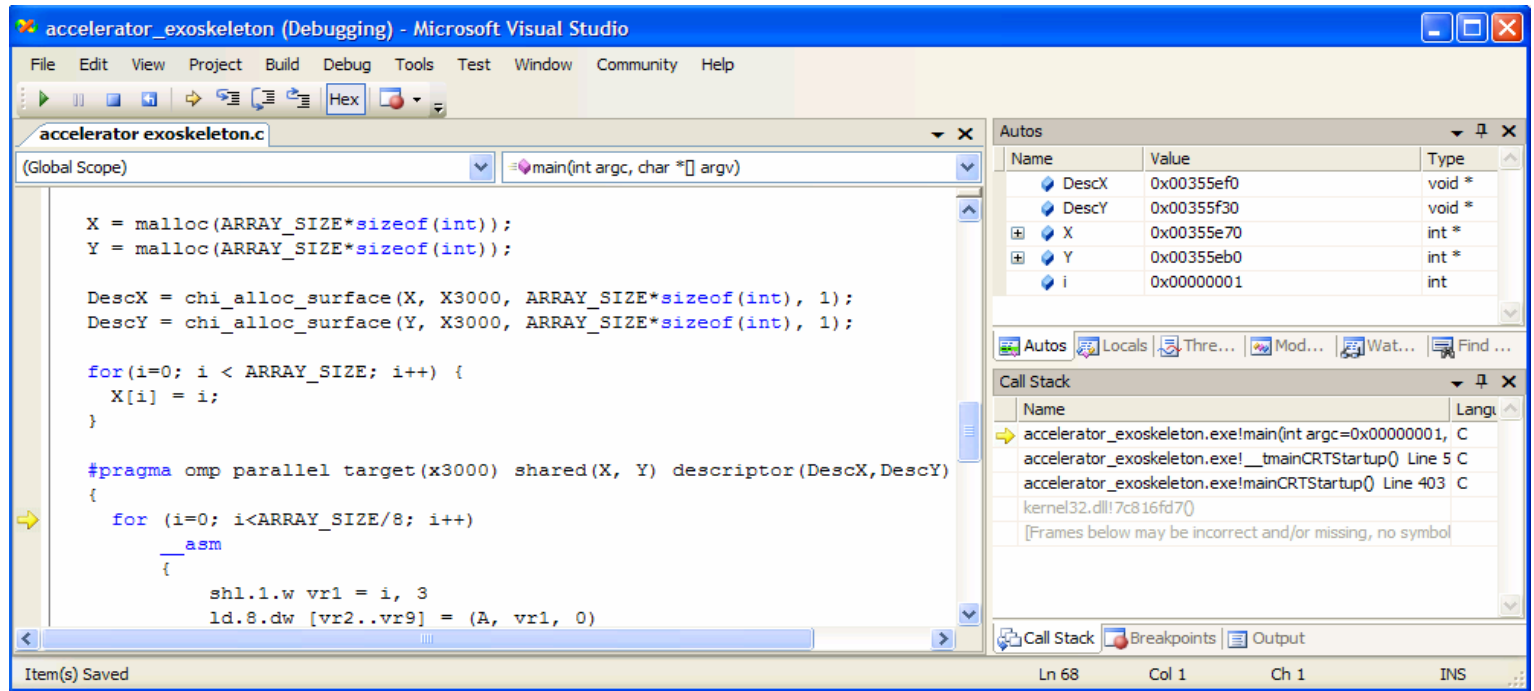 accelerator_exoskeleton (Debugging) - Microsoft Visual Studio
File Edit View Project Build Debug Tools Test Window Community Help
Hex
accelerator exoskeleton.c
(Global Scope) main(int argc, char *[] argv)
X = malloc(ARRAY_SIZE*sizeof(int));
Y = malloc(ARRAY_SIZE*sizeof(int));
DescX = chi_alloc_surface(X, X3000, ARRAY_SIZE*sizeof(int), 1);
DescY = chi_alloc_surface(Y, X3000, ARRAY_SIZE*sizeof(int), 1);
for(i=0; i < ARRAY_SIZE; i++) {
X[i] = i;
}
#pragma omp parallel target(x3000) shared(X, Y) descriptor(DescX,DescY)
{
for (i=0; i<ARRAY_SIZE/8; i++)
__asm
{
shl.1.w vr1 = i, 3
ld.8.dw [vr2..vr9] = (A, vr1, 0)
Autos
Name Value Type
DescX 0x00355ef0 void *
DescY 0x00355f30 void *
X 0x00355e70 int *
Y 0x00355eb0 int *
i 0x00000001 int
Autos Locals Thre... Mod... Wat... Find ...
Call Stack
Name Langu
accelerator_exoskeleton.exe!main(int argc=0x00000001, C
accelerator_exoskeleton.exe!__tmainCRTStartup() Line 5 C
accelerator_exoskeleton.exe!mainCRTStartup() Line 403 C
kernel32.dll!7c816fd7()
[Frames below may be incorrect and/or missing, no symbol
Call Stack Breakpoints Output
Item(s) Saved Ln 68 Col 1 Ch 1 INS